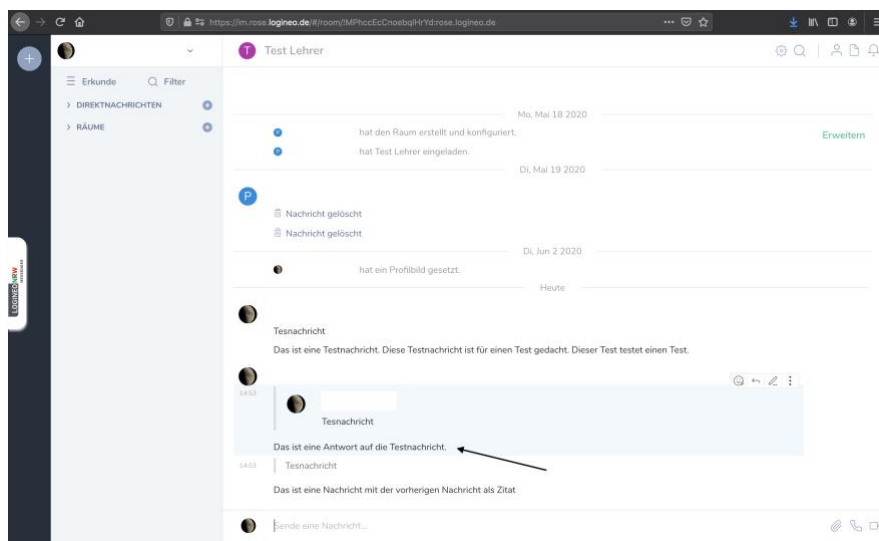 https://im.rose.logineo.de/#/room/!MPhccEcCnoebqlHrYd:rose.logineo.de
T Test Lehrer
Erkunde Filter
DIREKTNACHRICHTEN
RÄUME
LOGINEO NRW
Mo, Mai 18 2020
P hat den Raum erstellt und konfiguriert.
Erweitern
P hat Test Lehrer eingeladen.
Di, Mai 19 2020
P
Nachricht gelöscht
Nachricht gelöscht
Di, Jun 2 2020
hat ein Profilbild gesetzt.
Heute
Tesnachricht
Das ist eine Testnachricht. Diese Testnachricht ist für einen Test gedacht. Dieser Test testet einen Test.
14:53
Tesnachricht
Das ist eine Antwort auf die Testnachricht.
14:53 Tesnachricht
Das ist eine Nachricht mit der vorherigen Nachricht als Zitat
Sende eine Nachricht...